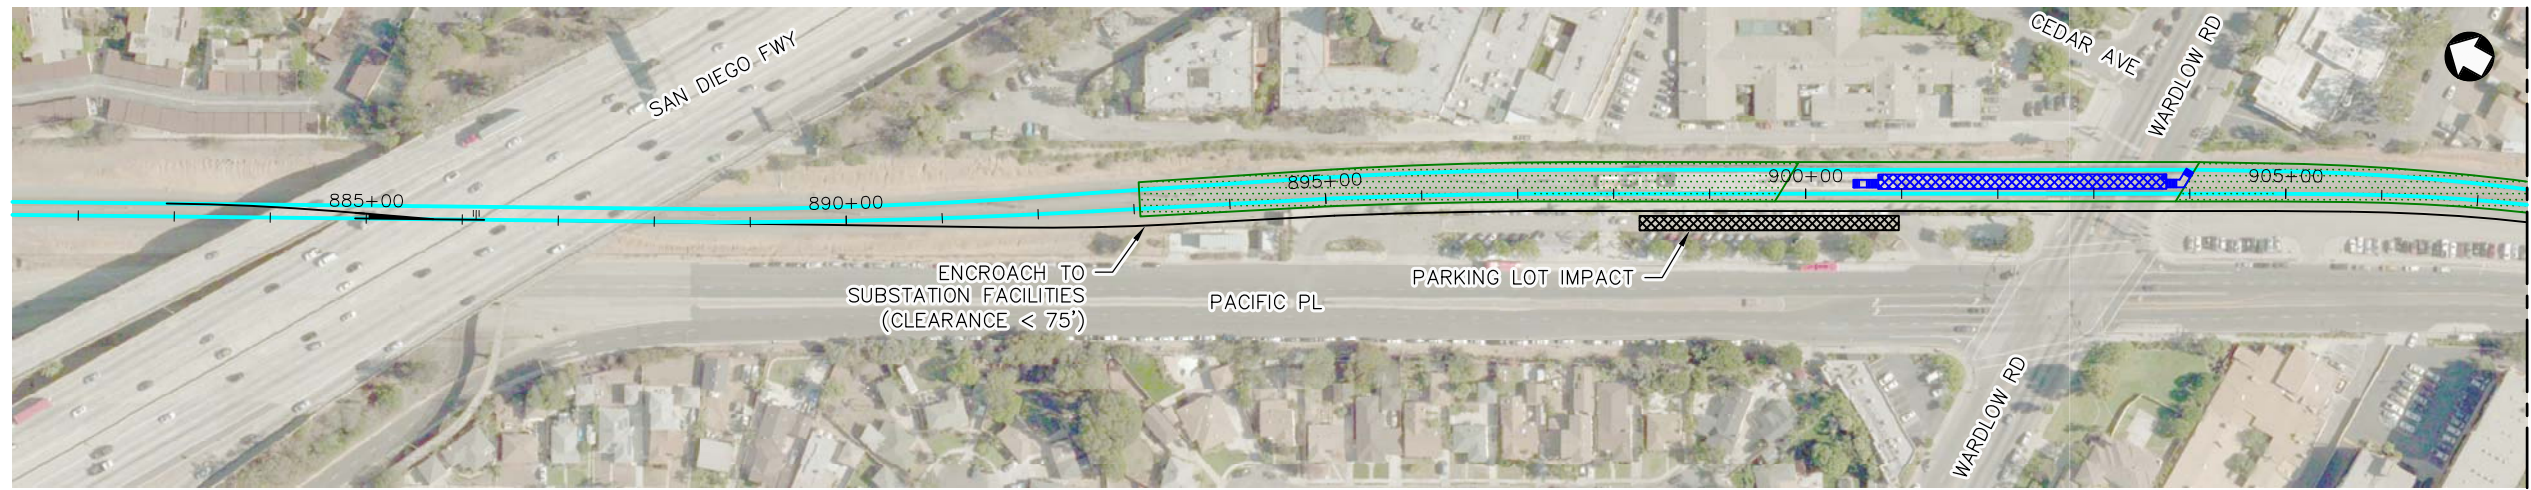 SAN DIEGO FWY
CEDAR AVE
WARDLOW RD
885+00
890+00
895+00
900+00
905+00
ENCROACH TO
SUBSTATION FACILITIES
(CLEARANCE < 75')
PARKING LOT IMPACT
PACIFIC PL
WARDLOW RD